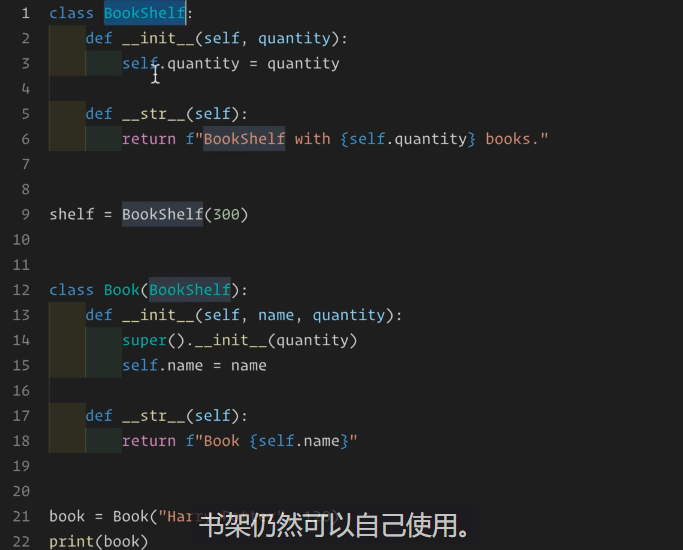 1 class BookShelf:
2     def __init__(self, quantity):
3         self.quantity = quantity
4
5     def __str__(self):
6         return f"BookShelf with {self.quantity} books."
7
8
9 shelf = BookShelf(300)
10
11
12 class Book(BookShelf):
13     def __init__(self, name, quantity):
14         super().__init__(quantity)
15         self.name = name
16
17     def __str__(self):
18         return f"Book {self.name}"
19
20
21 book = Book("Har
书架仍然可以自己使用。
22 print(book)